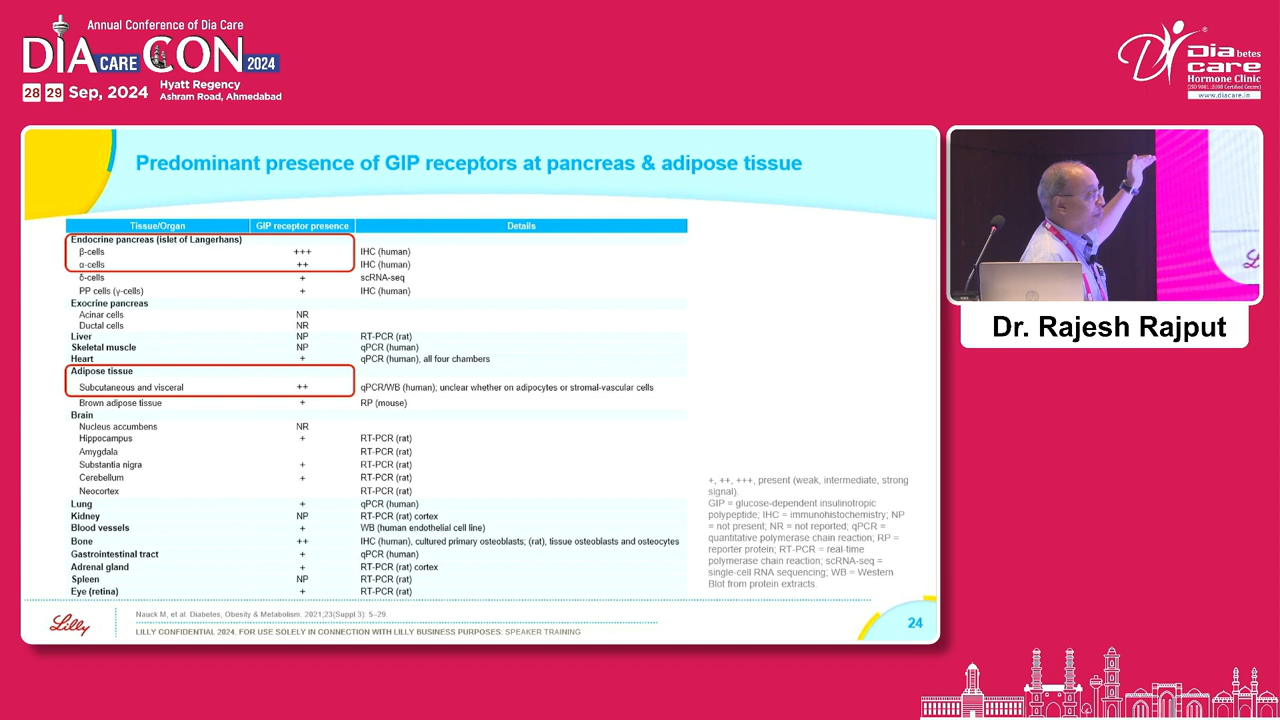 Annual Conference of Dia Care
DIA CARE CON 2024
28 29 Sep, 2024
Hyatt Regency
Ashram Road, Ahmedabad
Diabetes
care
Hormone Clinic
(ISO 9001:2008 Certified Centre)
www.diacare.in
Predominant presence of GIP receptors at pancreas & adipose tissue
Tissue/Organ GIP receptor presence Details
Endocrine pancreas (islet of Langerhans)
β-cells +++ IHC (human)
α-cells ++ IHC (human)
δ-cells + scRNA-seq
PP cells (γ-cells) + IHC (human)
Exocrine pancreas
Acinar cells NR
Ductal cells NR
Liver NP RT-PCR (rat)
Skeletal muscle NP qPCR (human)
Heart + qPCR (human), all four chambers
Adipose tissue
Subcutaneous and visceral ++ qPCR/WB (human); unclear whether on adipocytes or stromal-vascular cells
Brown adipose tissue + RP (mouse)
Brain
Nucleus accumbens NR
Hippocampus + RT-PCR (rat)
Amygdala RT-PCR (rat)
Substantia nigra + RT-PCR (rat)
Cerebellum + RT-PCR (rat)
Neocortex RT-PCR (rat)
Lung + qPCR (human)
Kidney NP RT-PCR (rat) cortex
Blood vessels + WB (human endothelial cell line)
Bone ++ IHC (human), cultured primary osteoblasts; (rat), tissue osteoblasts and osteocytes
Gastrointestinal tract + qPCR (human)
Adrenal gland + RT-PCR (rat) cortex
Spleen NP RT-PCR (rat)
Eye (retina) + RT-PCR (rat)
+, ++, +++, present (weak, intermediate, strong
signal).
GIP = glucose-dependent insulinotropic
polypeptide; IHC = immunohistochemistry; NP
= not present; NR = not reported; qPCR =
quantitative polymerase chain reaction; RP =
reporter protein; RT-PCR = real-time
polymerase chain reaction; scRNA-seq =
single-cell RNA sequencing; WB = Western
Blot from protein extracts.
Lilly
Nauck M, et al. Diabetes, Obesity & Metabolism. 2021;23(Suppl 3): 5–29.
LILLY CONFIDENTIAL 2024. FOR USE SOLELY IN CONNECTION WITH LILLY BUSINESS PURPOSES: SPEAKER TRAINING
24
Dr. Rajesh Rajput